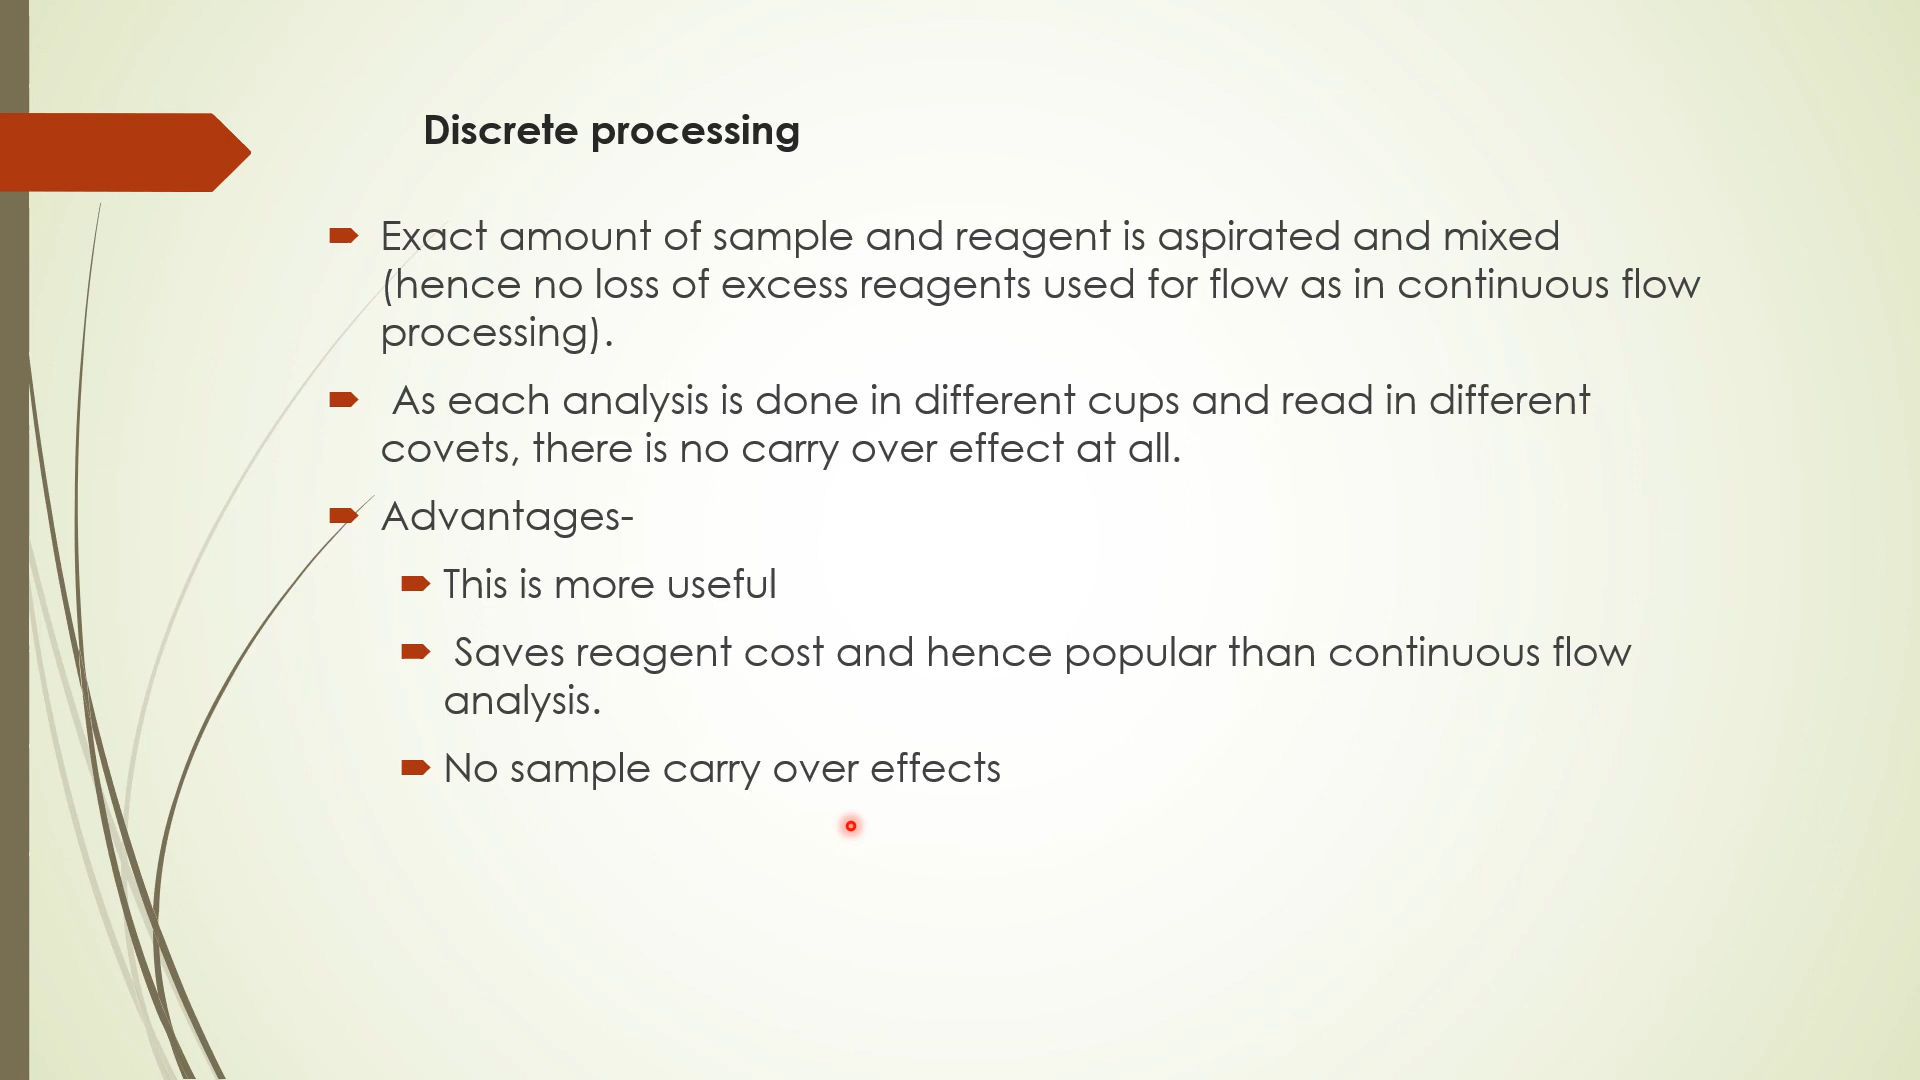 Discrete processing
Exact amount of sample and reagent is aspirated and mixed
(hence no loss of excess reagents used for flow as in continuous flow
processing).
As each analysis is done in different cups and read in different
covets, there is no carry over effect at all.
Advantages-
This is more useful
Saves reagent cost and hence popular than continuous flow
analysis.
No sample carry over effects